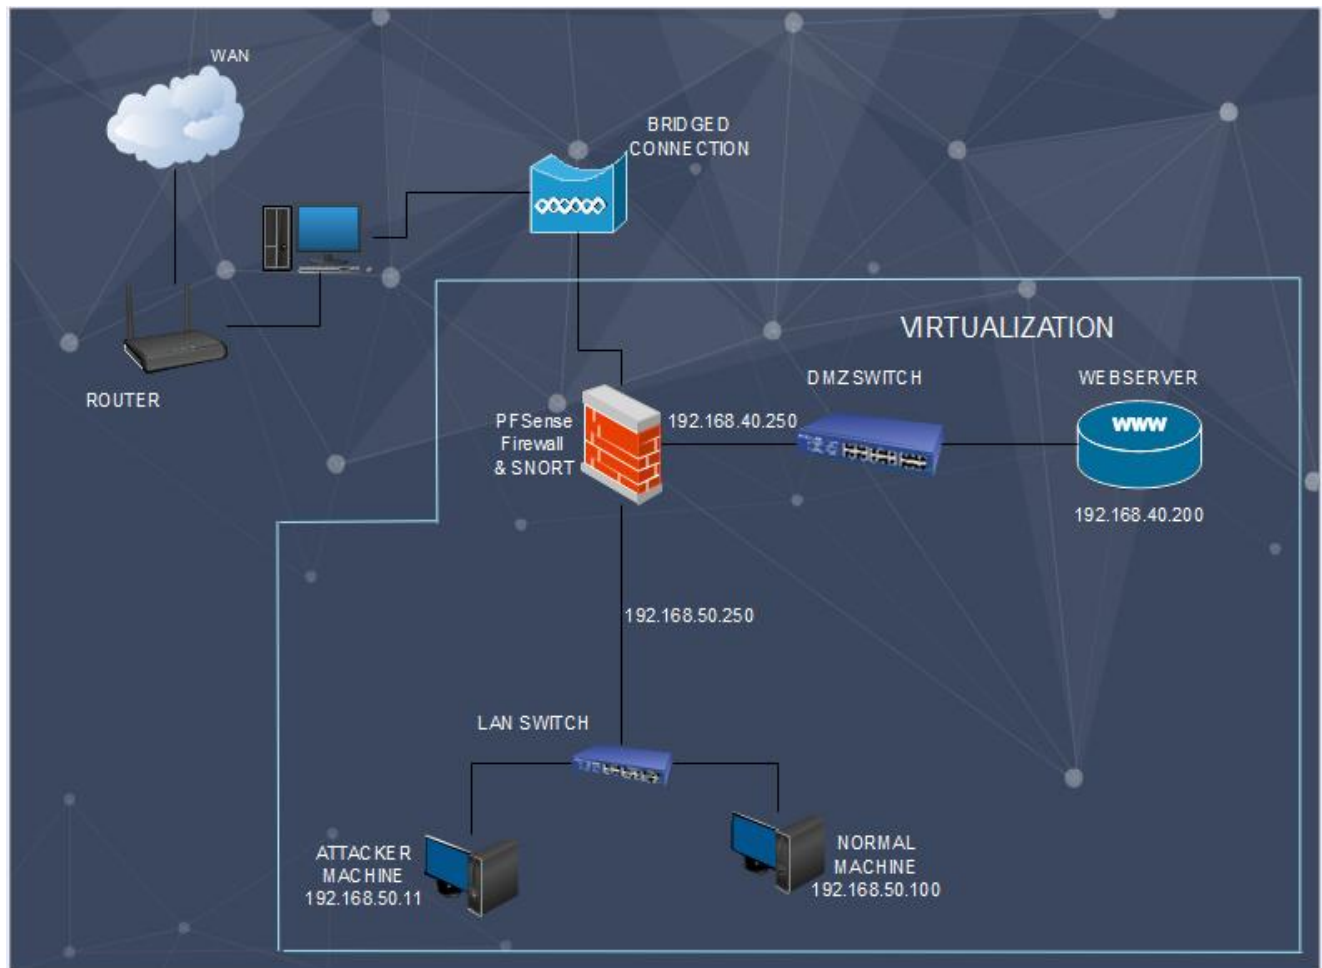 WAN
BRIDGED
CONNECTION
VIRTUALIZATION
ROUTER
DMZ SWITCH
WEBSERVER
PFSense
Firewall
& SNORT
192.168.40.250
WWW
192.168.40.200
192.168.50.250
LAN SWITCH
ATTACKER
MACHINE
192.168.50.11
NORMAL
MACHINE
192.168.50.100